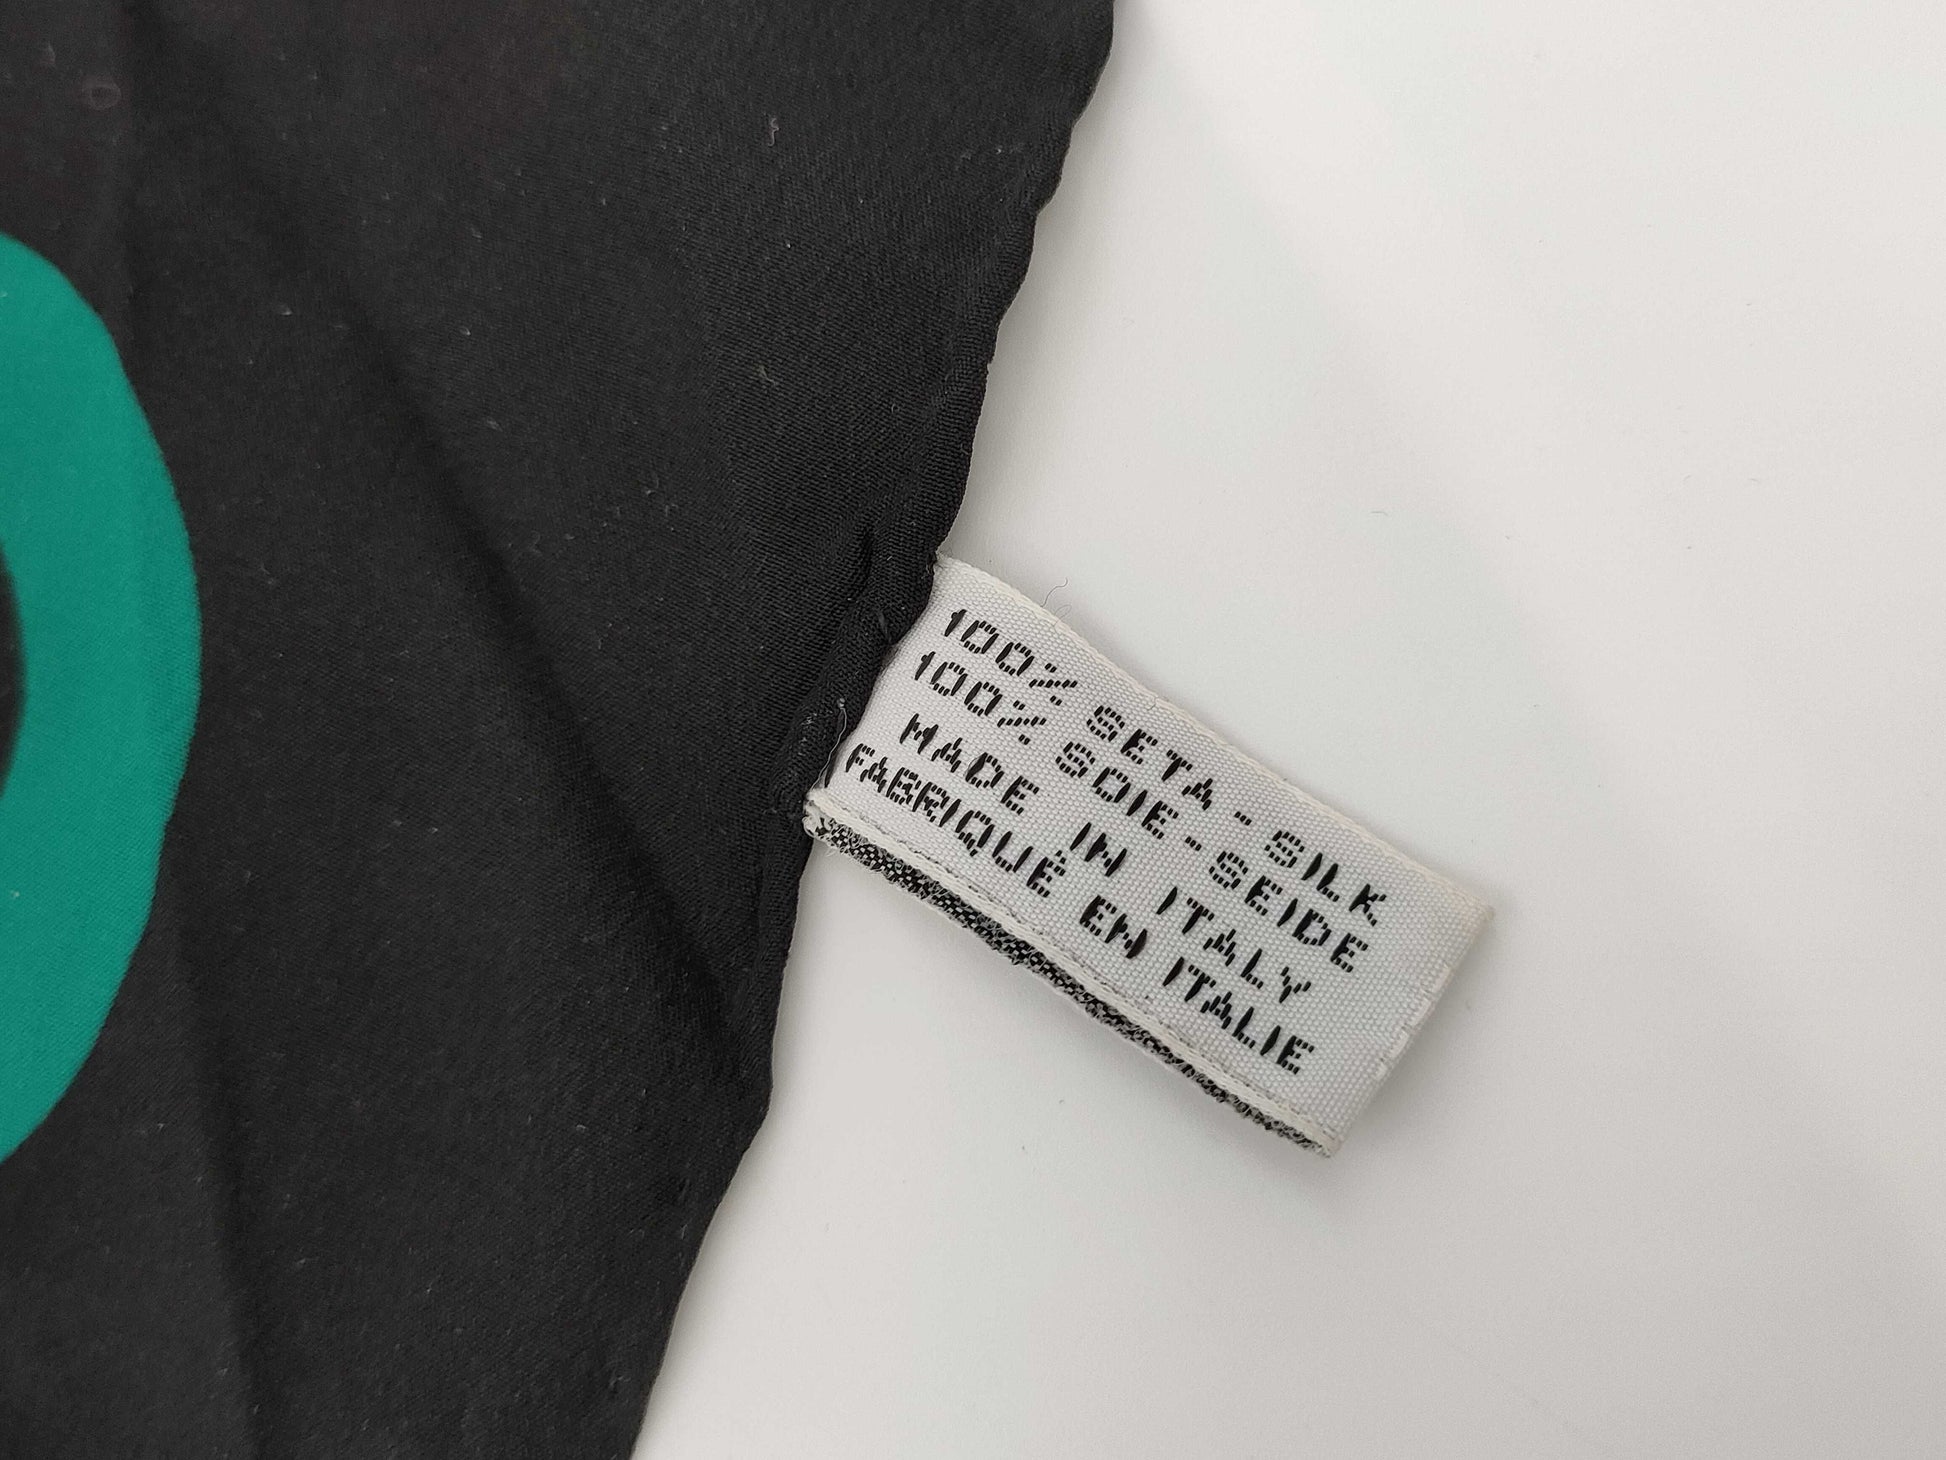 100% SETA-SILK
100% SOIE-SEIDE
MADE IN ITALY
FABRIQUÉ EN ITALIE